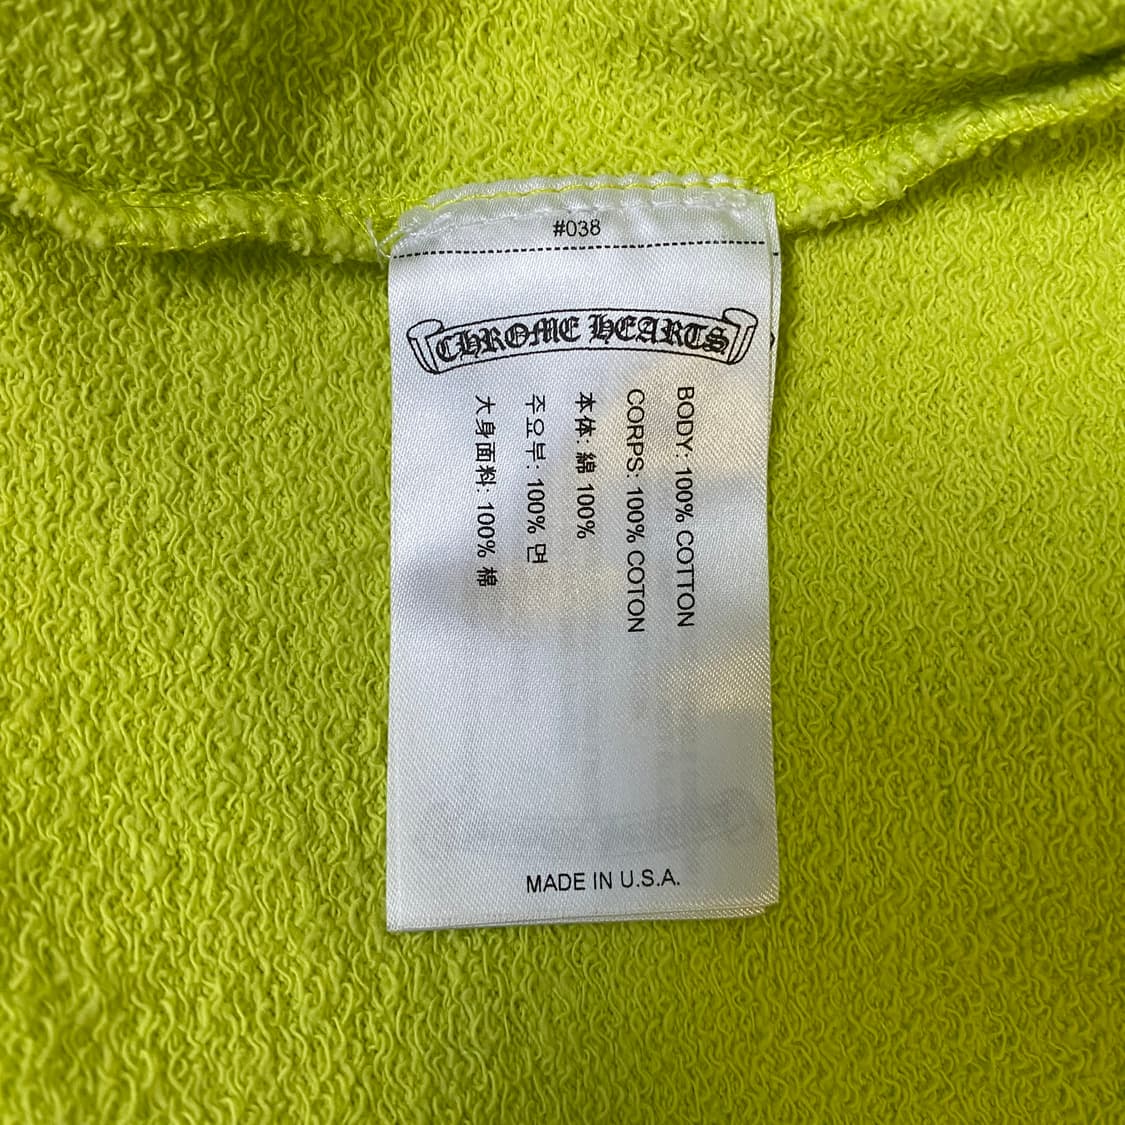 #038
CHROME HEARTS
BODY: 100% COTTON
CORPS: 100% COTON
本体: 綿 100%
주요부: 100% 면
大身面料: 100% 棉
MADE IN U.S.A.